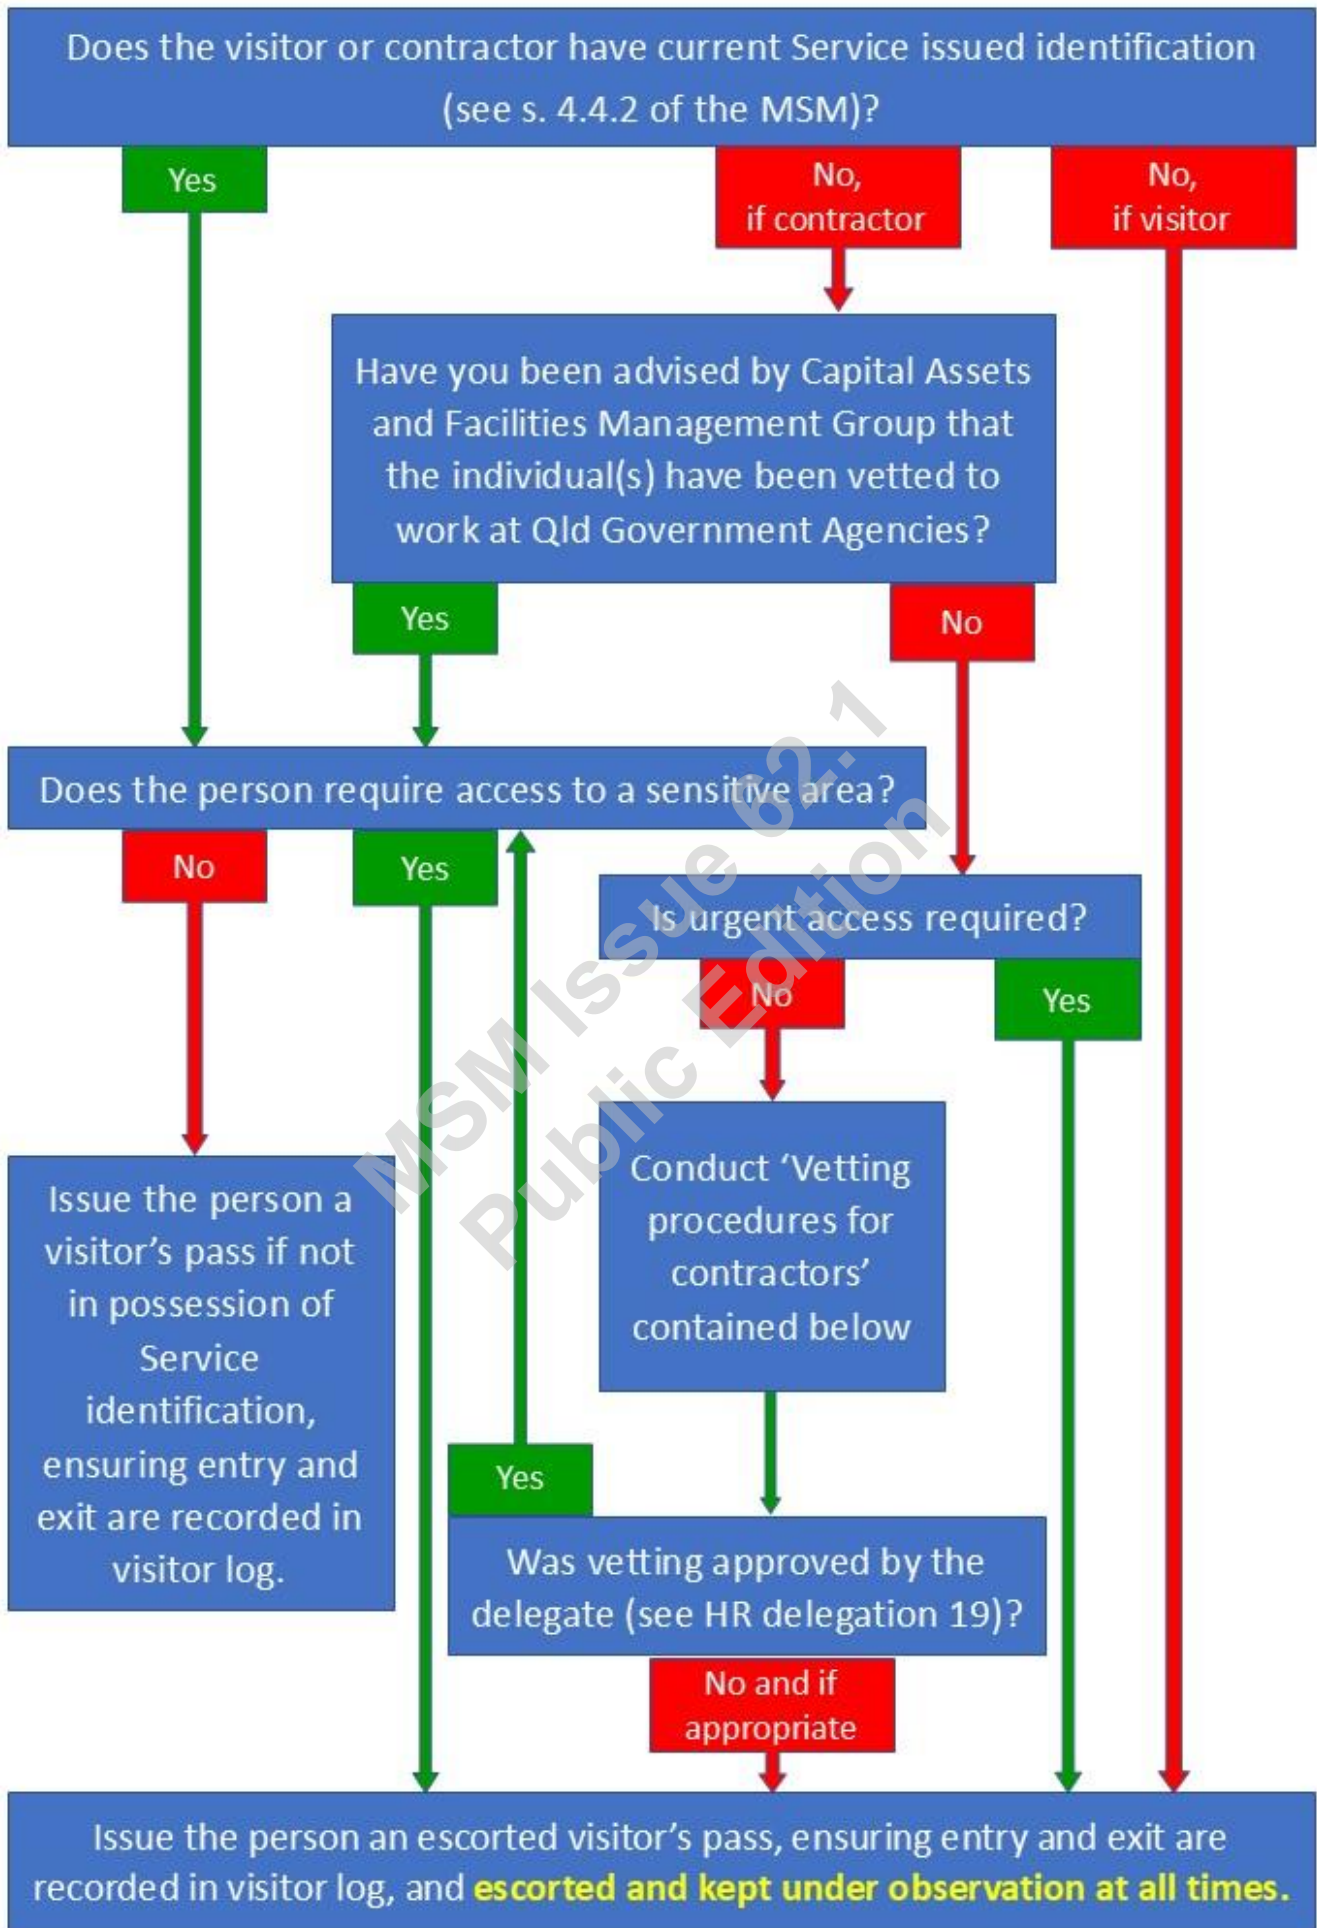 Does the visitor or contractor have current Service issued identification
(see s. 4.4.2 of the MSM)?
Yes
No,
if contractor
No,
if visitor
Have you been advised by Capital Assets
and Facilities Management Group that
the individual(s) have been vetted to
work at Qld Government Agencies?
Yes
No
Does the person require access to a sensitive area?
No
Yes
Is urgent access required?
No
Yes
Conduct ‘Vetting
procedures for
contractors’
contained below
Issue the person a
visitor’s pass if not
in possession of
Service
identification,
ensuring entry and
exit are recorded in
visitor log.
Yes
Was vetting approved by the
delegate (see HR delegation 19)?
No and if
appropriate
Issue the person an escorted visitor’s pass, ensuring entry and exit are
recorded in visitor log, and escorted and kept under observation at all times.
MSM Issue 62.1
Public Edition